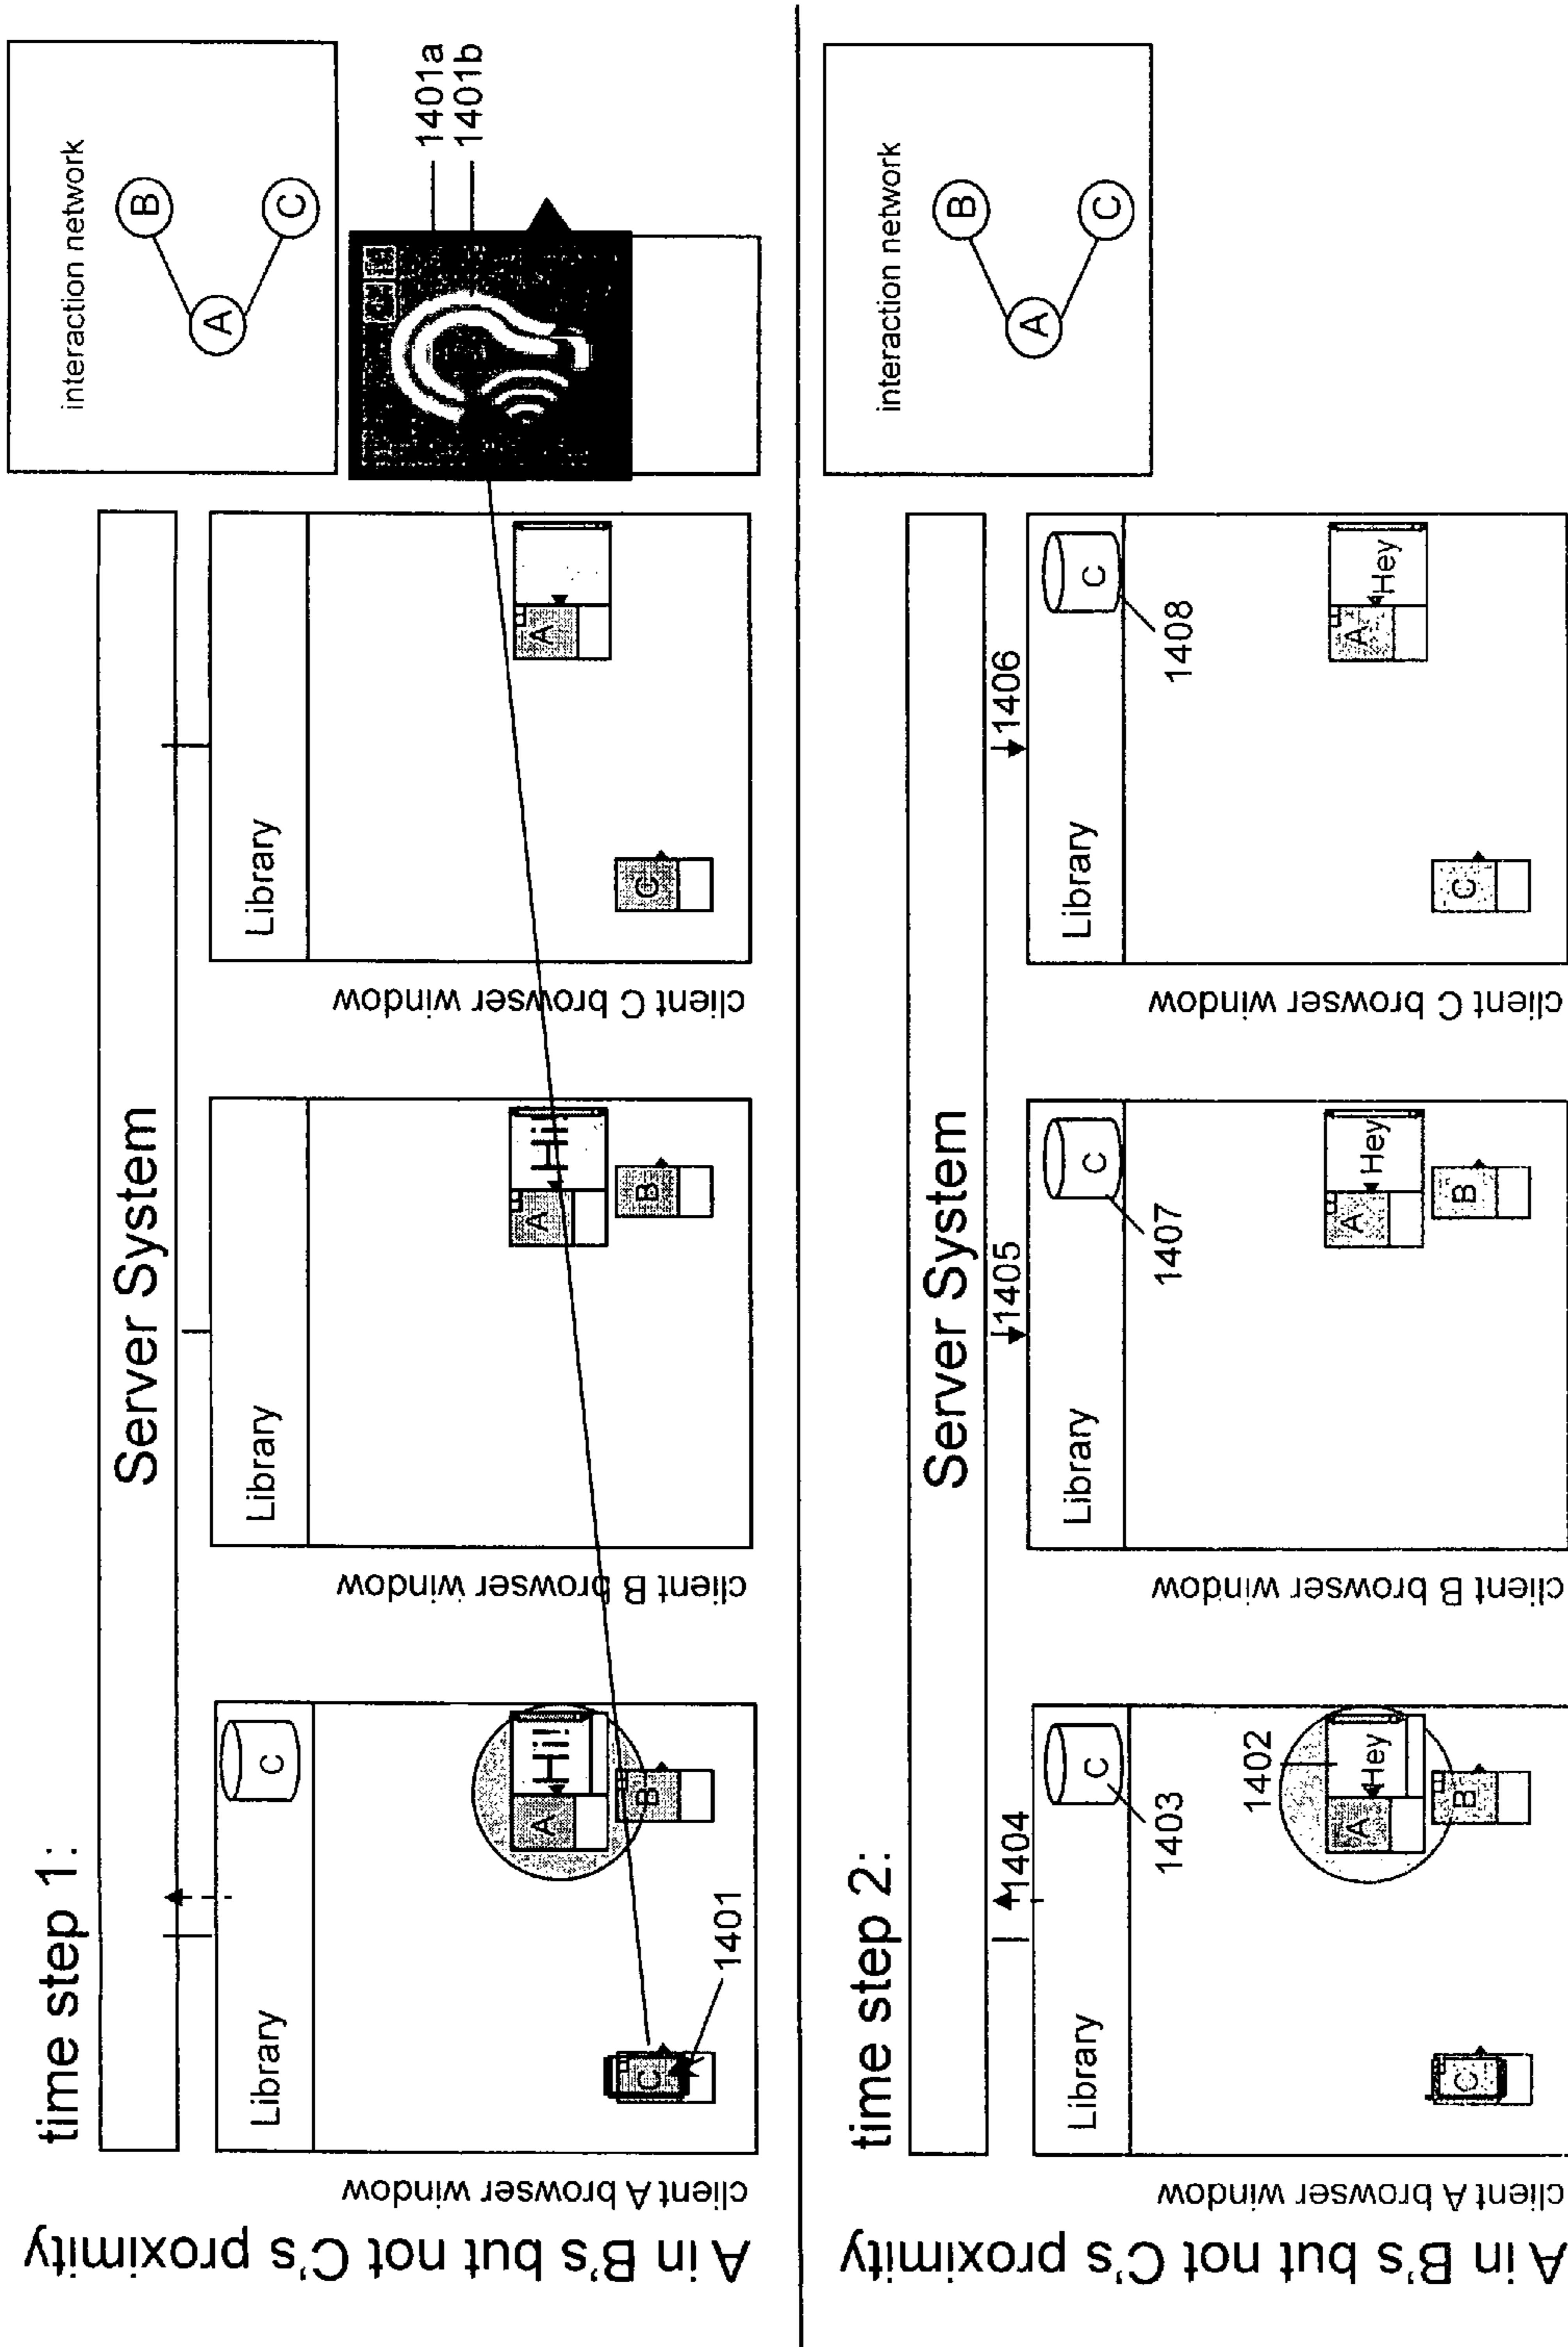 A in B's but not C's proximity
time step 1:
Server System
interaction network
A
B
C
client A browser window
Library
C
A
Hi!
B
C
1401
client B browser window
Library
A
Hi!
B
client C browser window
Library
A
C
1401a
1401b
A in B's but not C's proximity
time step 2:
Server System
interaction network
A
B
C
1404
1405
1406
client A browser window
Library
C
1403
1402
A
Hey
B
C
client B browser window
Library
C
1407
A
Hey
B
client C browser window
Library
C
1408
A
Hey
C